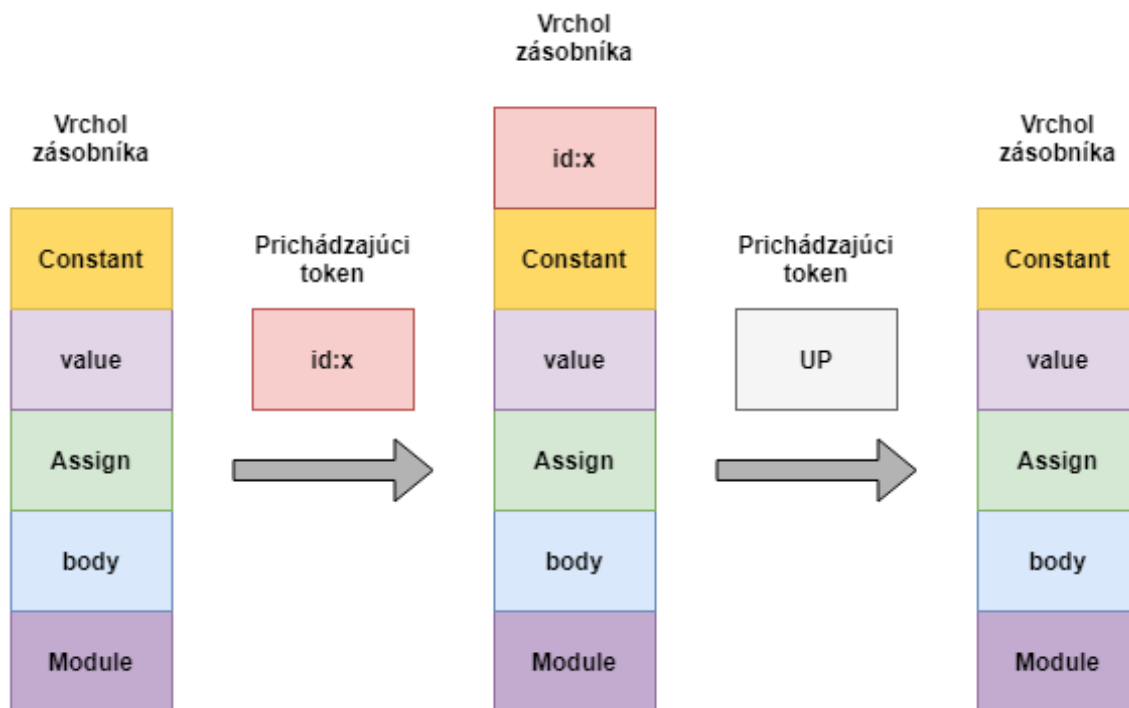 Vrchol
zásobníka
Constant
value
Assign
body
Module
Prichádzajúci
token
id:x
Vrchol
zásobníka
id:x
Constant
value
Assign
body
Module
Prichádzajúci
token
UP
Vrchol
zásobníka
Constant
value
Assign
body
Module